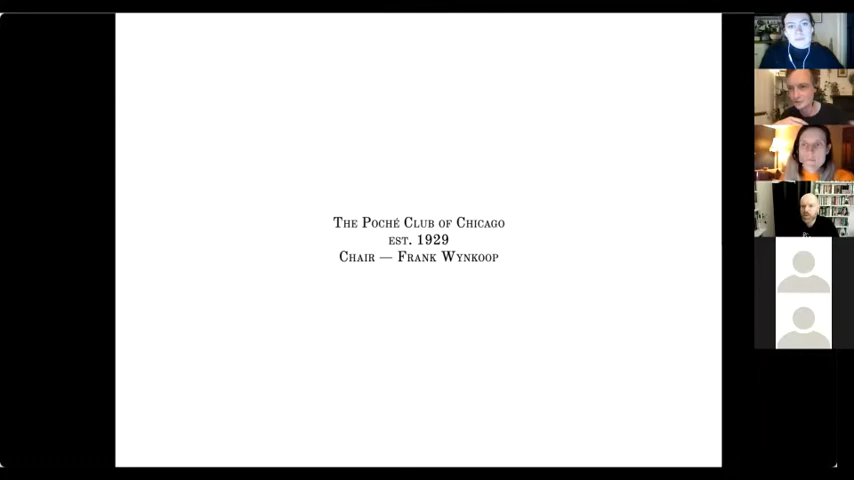 The Poché Club of Chicago
est. 1929
Chair — Frank Wynkoop